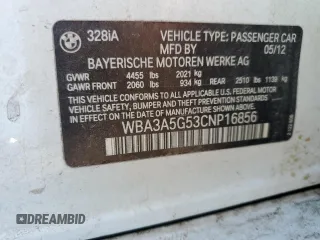 328iA
VEHICLE TYPE: PASSENGER CAR
MFD BY 05/12
BAYERISCHE MOTOREN WERKE AG
GVWR 4455 lbs 2021 kg
GAWR FRONT 2060 lbs 934 kg REAR 2510 lbs 1139 kg
THIS VEHICLE CONFORMS TO ALL APPLICABLE U.S. FEDERAL MOTOR
VEHICLE SAFETY, BUMPER, AND THEFT PREVENTION STANDARDS
IN EFFECT ON THE DATE OF MANUFACTURE SHOWN ABOVE.
WBA3A5G53CNP16856
AUTOBIDCAR